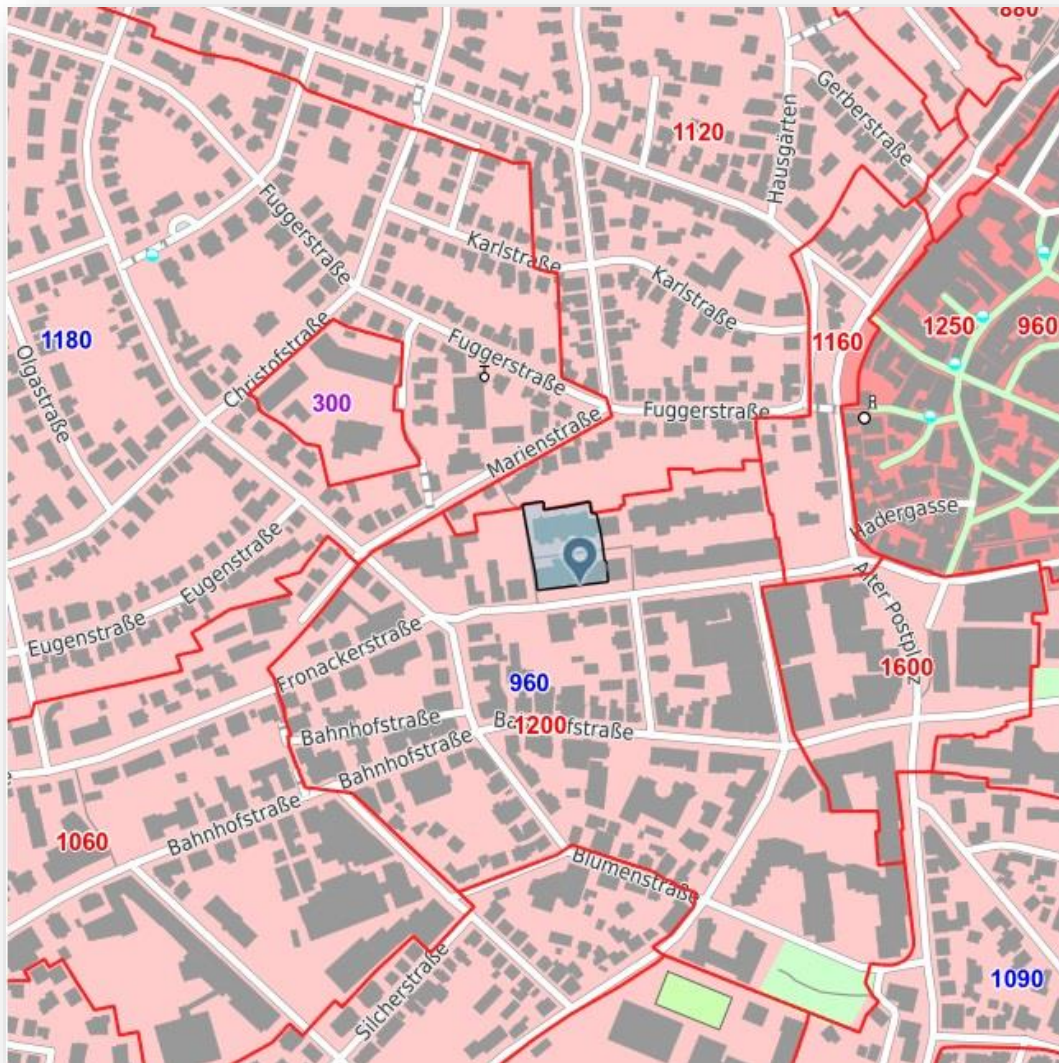 880
1120
Gerberstraße
Hausgärten
Fuggerstraße
Karlstraße
Karlstraße
1180
1250
960
1160
Olgastraße
Christofstraße
Fuggerstraße
300
Fuggerstraße
Marienstraße
Hadergasse
Eugenstraße
Eugenstraße
Alter Postplatz
Fronackerstraße
960
1600
Bahnhofstraße
1200
Bahnhofstraße
Bahnhofstraße
Bahnhofstraße
1060
Blumenstraße
Silcherstraße
1090